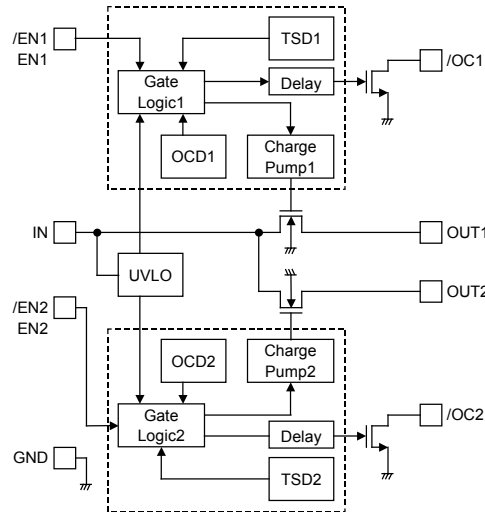 /EN1
EN1
TSD1
/OC1
Gate
Logic1
Delay
OCD1
Charge
Pump1
IN
OUT1
UVLO
OUT2
/EN2
EN2
OCD2
Charge
Pump2
Gate
Logic2
Delay
/OC2
GND
TSD2